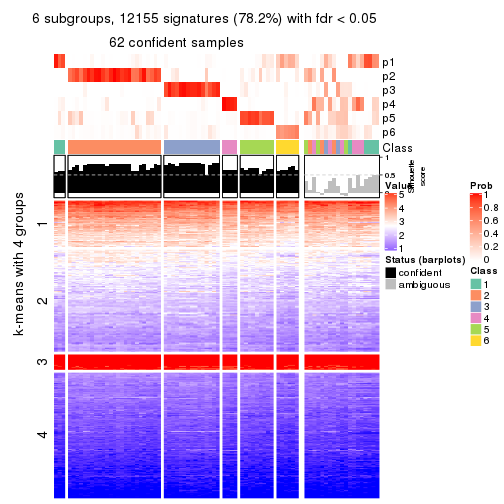 6 subgroups, 12155 signatures (78.2%) with fdr < 0.05
62 confident samples
p1
p2
p3
p4
p5
p6
Class
1
0.5
0
Silhouette
score
k-means with 4 groups
1
2
3
4
Value
5
4
3
2
1
Status (barplots)
confident
ambiguous
Prob
1
0.8
0.6
0.4
0.2
0
Class
1
2
3
4
5
6